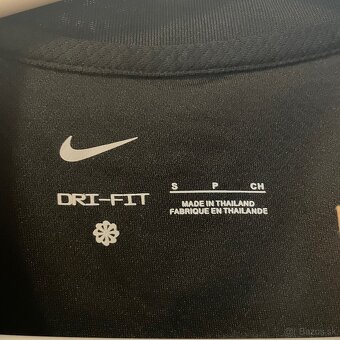 DRI-FIT
S P CH
MADE IN THAILAND
FABRIQUE EN THAILANDE
Bazos.sk